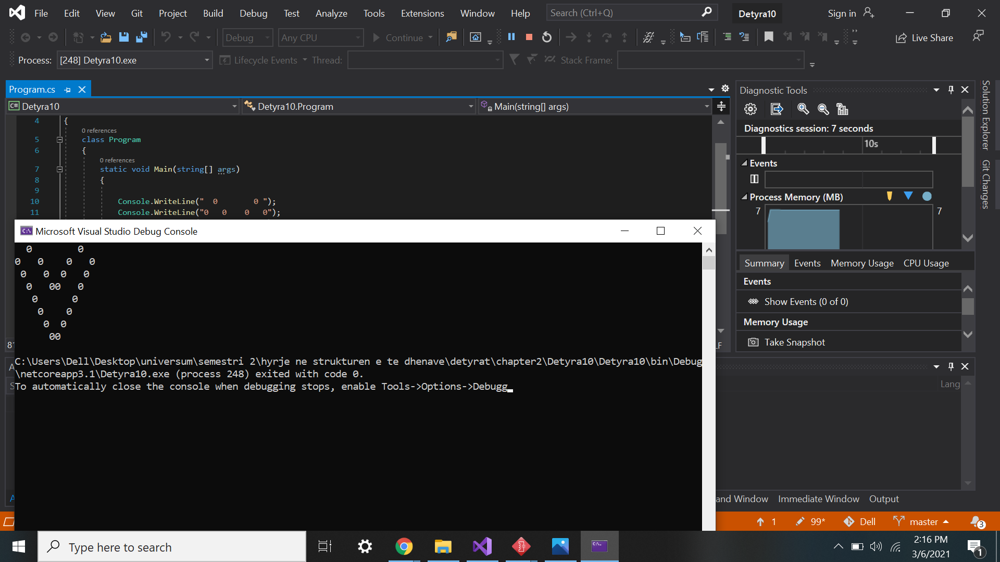 File Edit View Git Project Build Debug Test Analyze Tools Extensions Window Help Search (Ctrl+Q) Detyra10 Sign in
Debug Any CPU Continue Live Share
Process: [248] Detyra10.exe Lifecycle Events Thread: Stack Frame:
Program.cs
C# Detyra10 Detyra10.Program Main(string[] args)
4 {
0 references
5 class Program
6 {
0 references
7 static void Main(string[] args)
8 {
9
10 Console.WriteLine("  0        0 ");
11 Console.WriteLine("0   0    0   0");
Microsoft Visual Studio Debug Console
  0        0
0   0    0   0
 0   0  0   0
  0   00   0
   0      0
    0    0
     0  0
      00
C:\Users\Dell\Desktop\universum\semestri 2\hyrje ne strukturen e te dhenave\detyrat\chapter2\Detyra10\Detyra10\bin\Debug
\netcoreapp3.1\Detyra10.exe (process 248) exited with code 0.
To automatically close the console when debugging stops, enable Tools->Options->Debugg
Diagnostic Tools
Diagnostics session: 7 seconds
10s
Events
Process Memory (MB)
7 7
Summary Events Memory Usage CPU Usage
Events
Show Events (0 of 0)
Memory Usage
Take Snapshot
Solution Explorer
Git Changes
Lang
and Window Immediate Window Output
1 99* Dell master 3
Type here to search
2:16 PM
3/6/2021
1